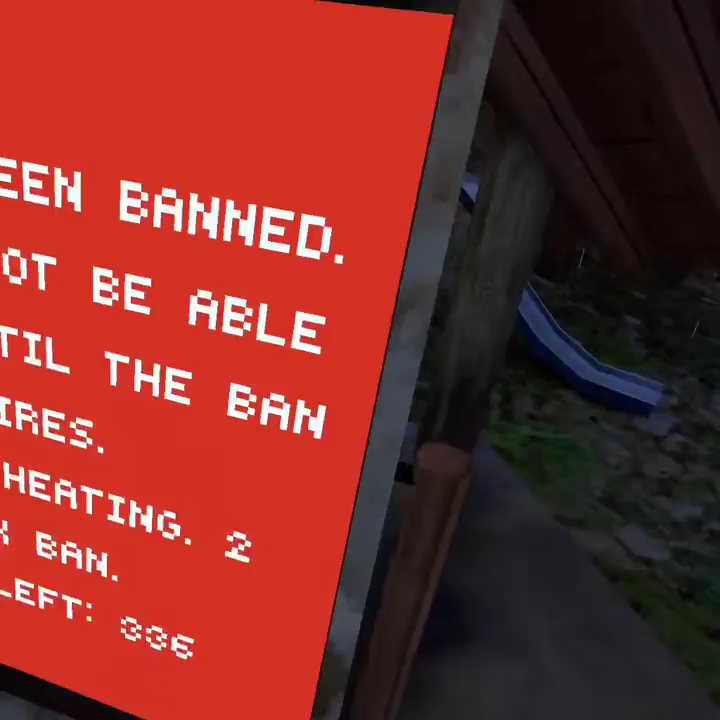 EEN BANNED.
OT BE ABLE
TIL THE BAN
IRES.
HEATING. 2
BAN.
LEFT: 336